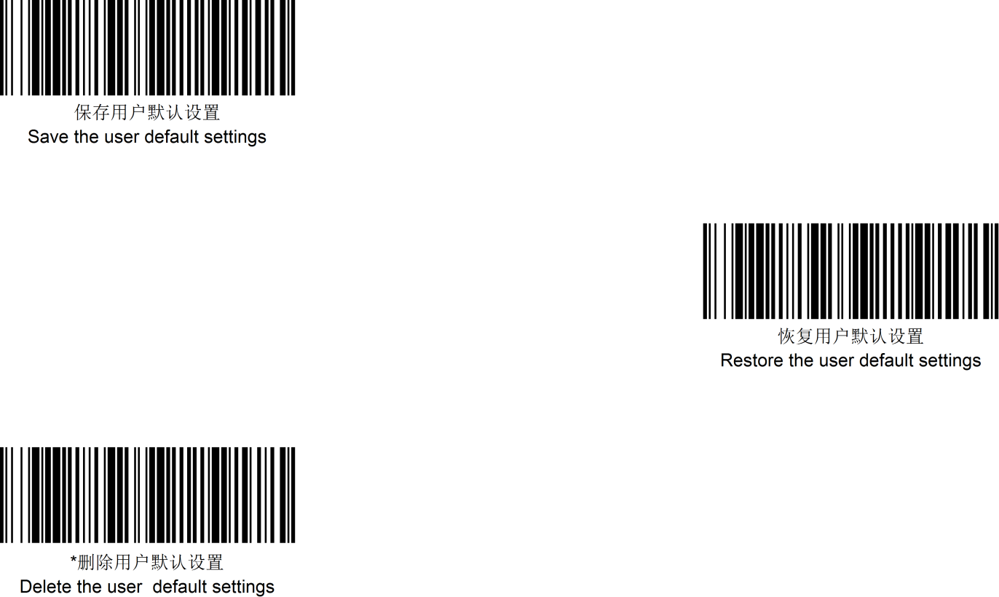 保存用户默认设置
Save the user default settings
恢复用户默认设置
Restore the user default settings
*删除用户默认设置
Delete the user  default settings